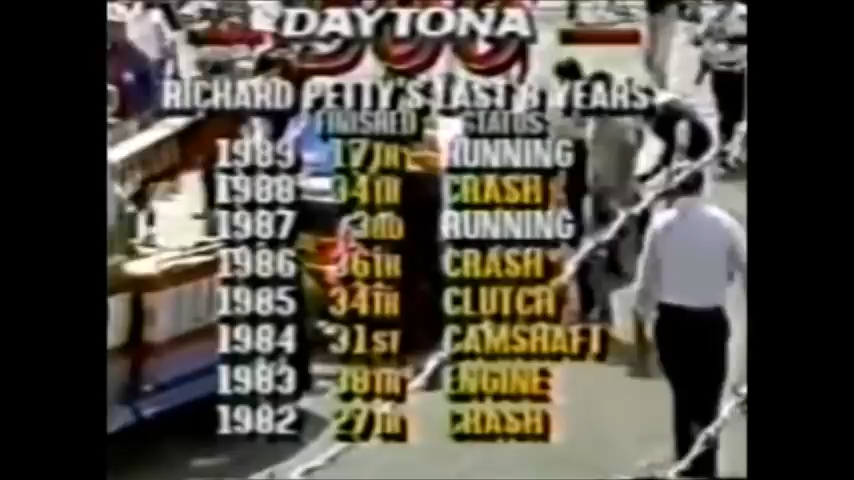 DAYTONA
500
RICHARD PETTY'S LAST 8 YEARS
FINISHED STATUS
1989 17TH RUNNING
1988 34TH CRASH
1987 3RD RUNNING
1986 36TH CRASH
1985 34TH CLUTCH
1984 31ST CAMSHAFT
1983 38TH ENGINE
1982 27TH CRASH